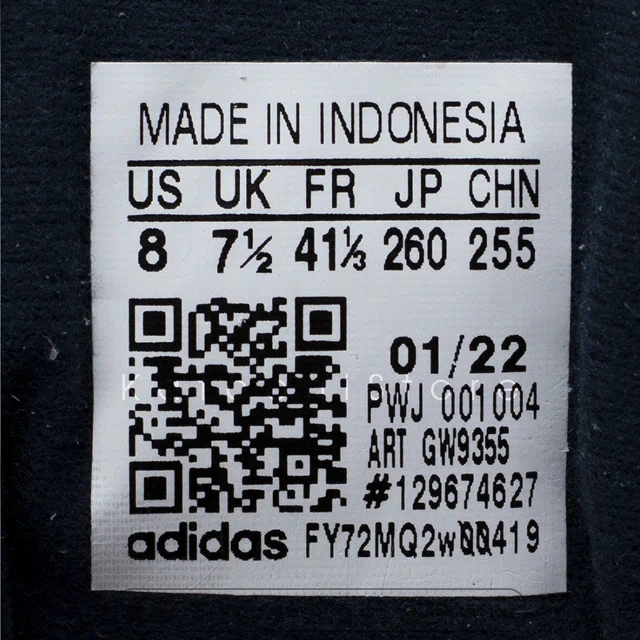 MADE IN INDONESIA
US UK FR JP CHN
8 7½ 41⅓ 260 255
01/22
PWJ 001004
ART GW9355
#129674627
adidas